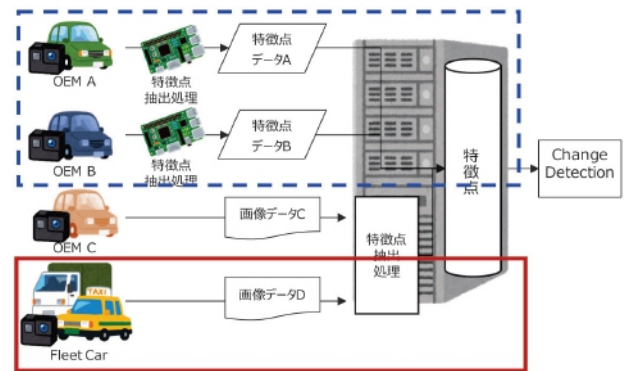 OEM A
特徴点
抽出処理
特徴点
データA
OEM B
特徴点
抽出処理
特徴点
データB
OEM C
画像データC
特徴点
抽出
処理
TAXI
Fleet Car
画像データD
特徴点
Change
Detection